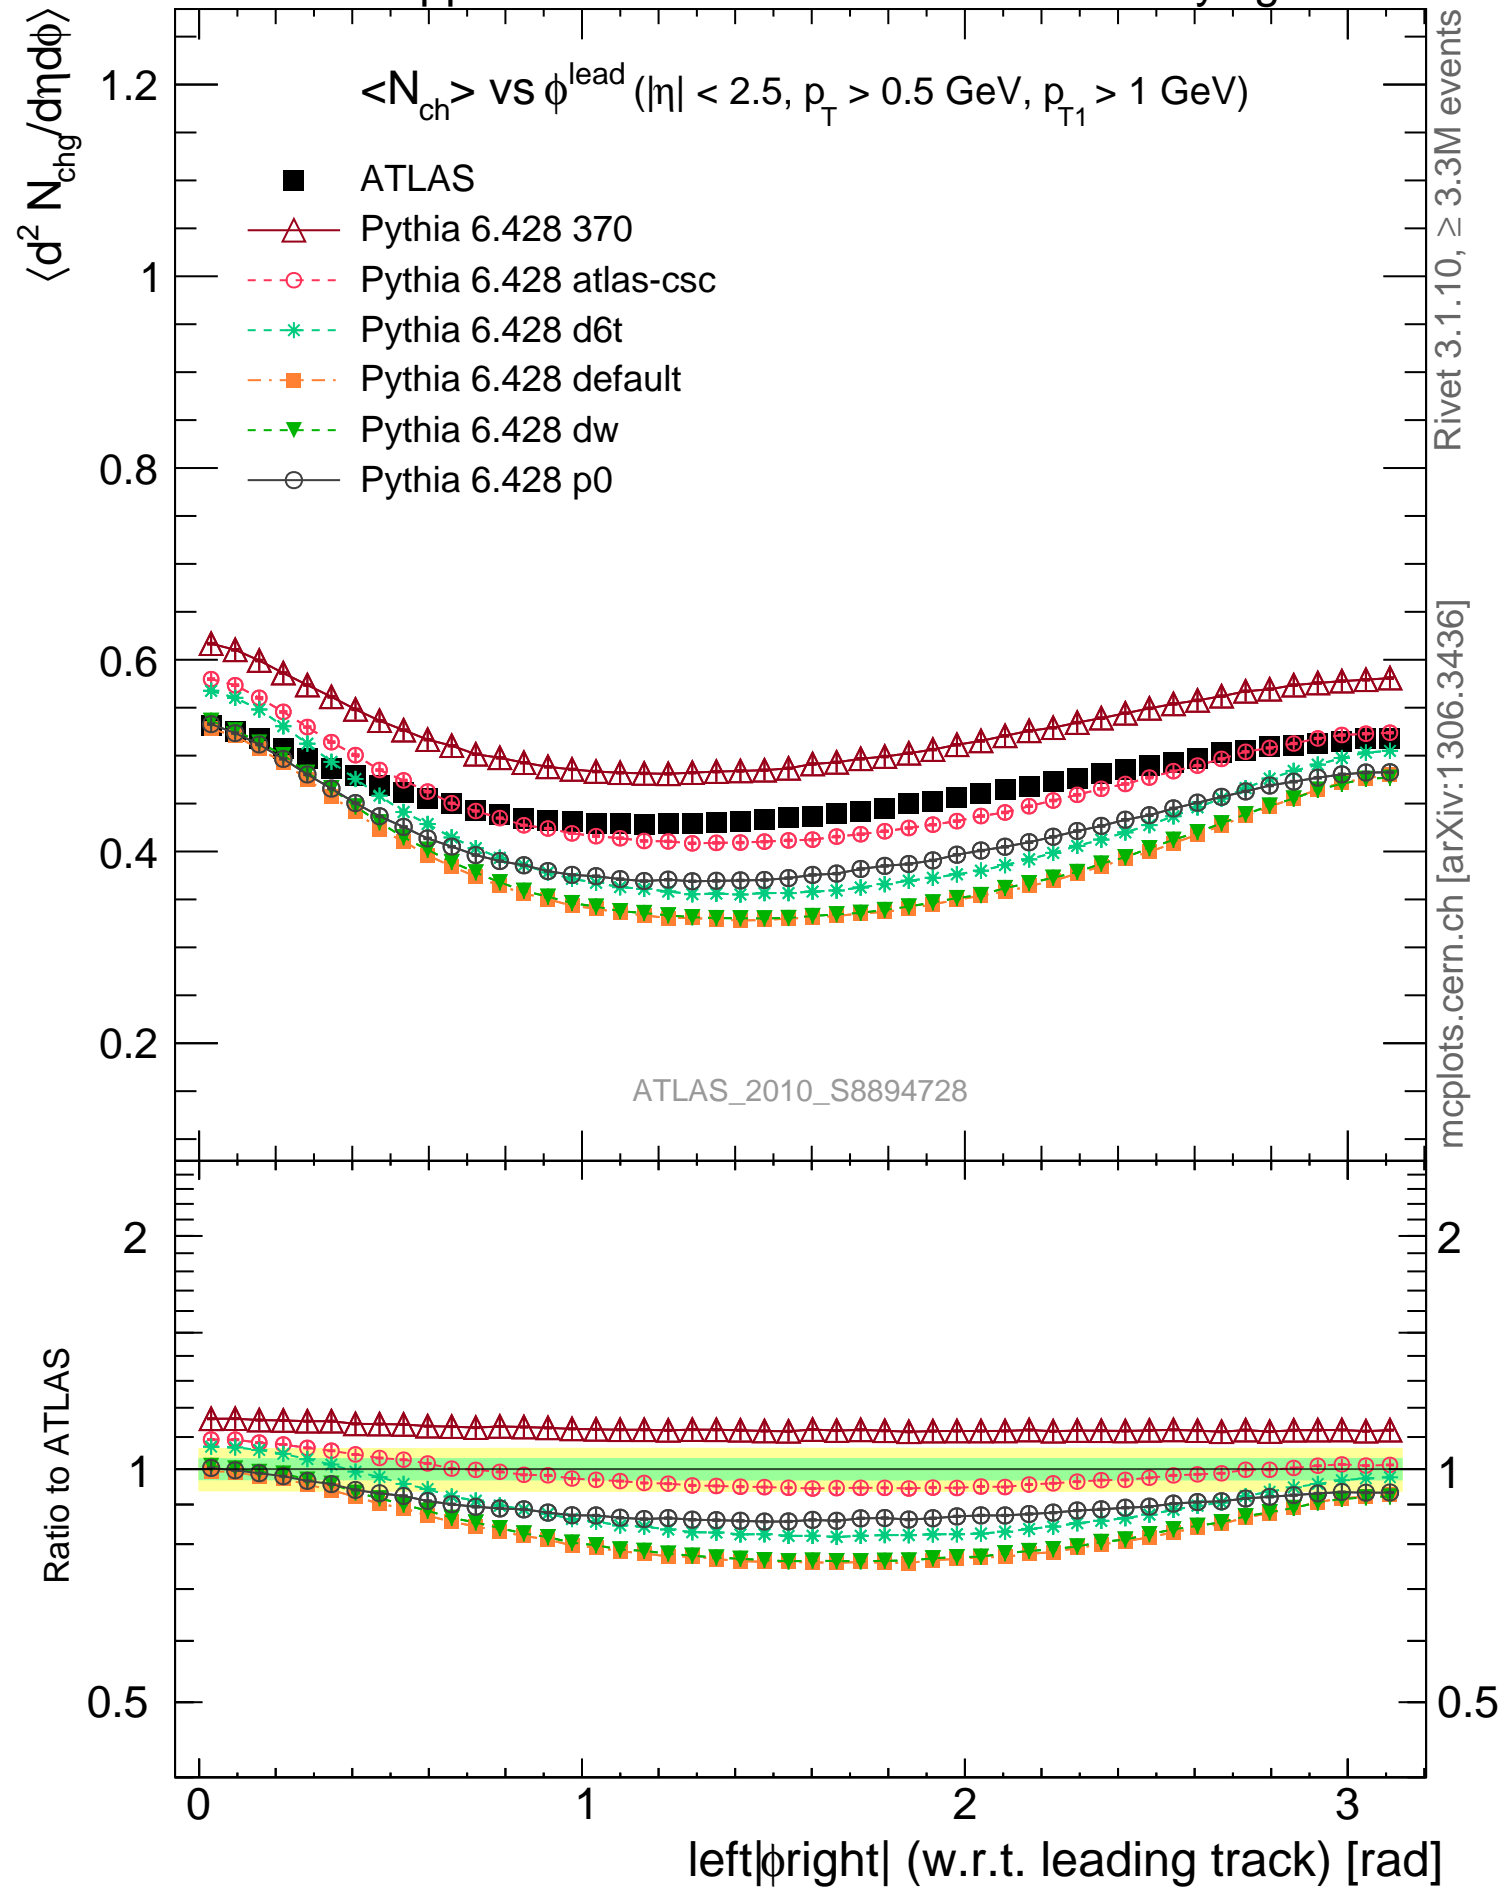 ⟨d² N_chg/dηdϕ⟩
<N_ch> vs ϕ^lead (|η| < 2.5, p_T > 0.5 GeV, p_T1 > 1 GeV)
ATLAS
Pythia 6.428 370
Pythia 6.428 atlas-csc
Pythia 6.428 d6t
Pythia 6.428 default
Pythia 6.428 dw
Pythia 6.428 p0
1.2
1
0.8
0.6
0.4
0.2
ATLAS_2010_S8894728
Rivet 3.1.10, ≥ 3.3M events
mcplots.cern.ch [arXiv:1306.3436]
Ratio to ATLAS
2
1
0.5
2
1
0.5
0 1 2 3
left|ϕright| (w.r.t. leading track) [rad]